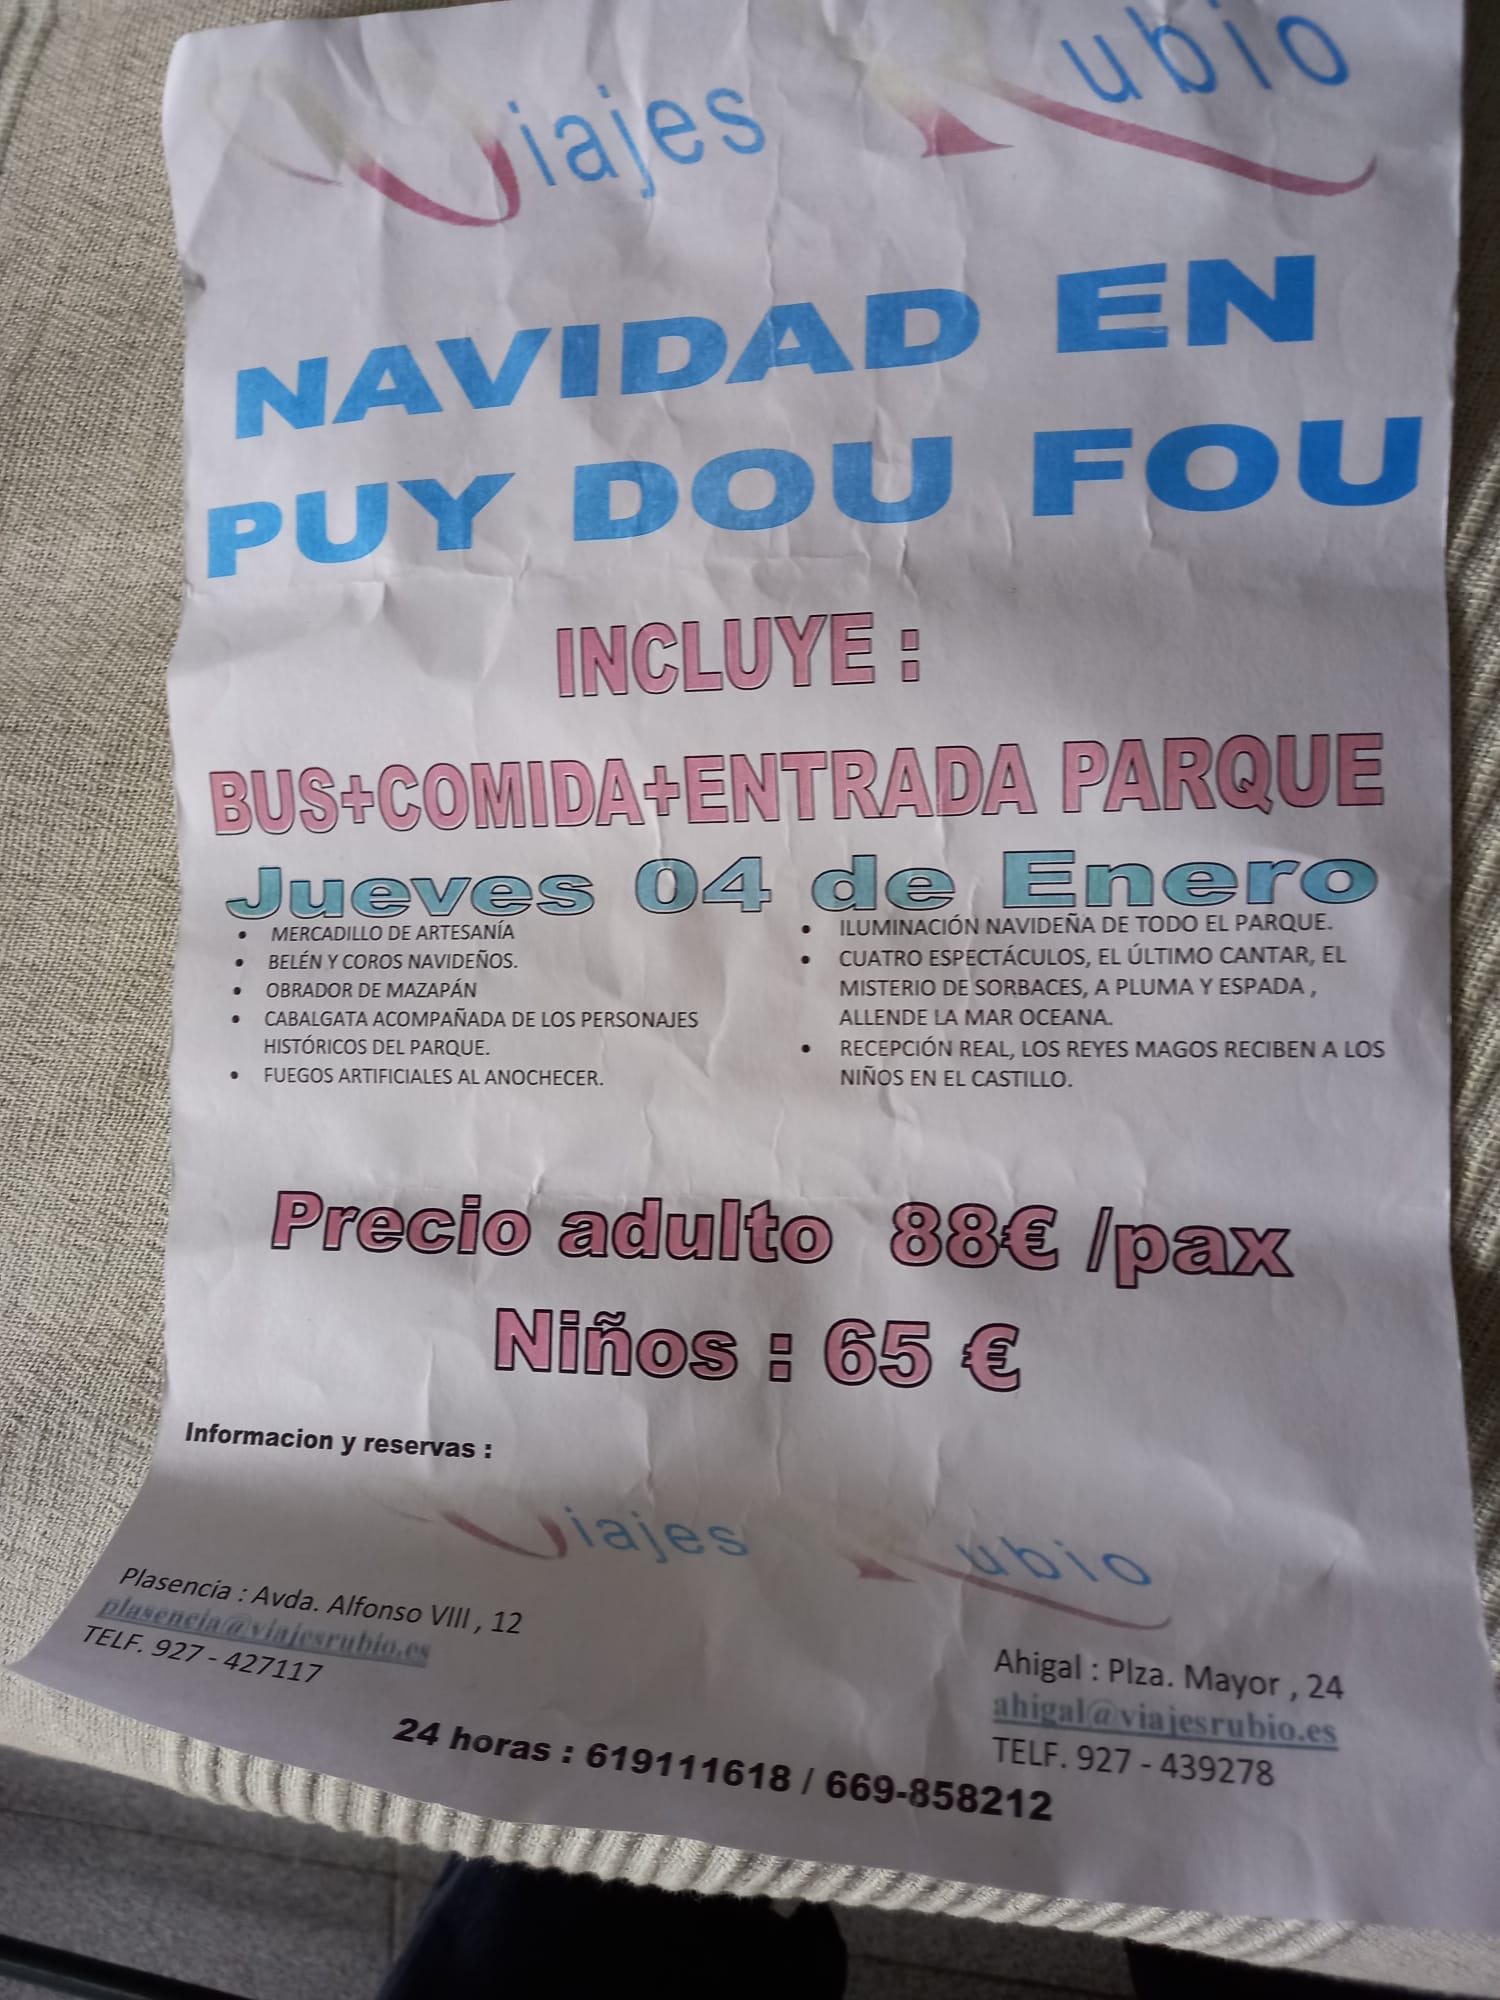 Viajes Rubio
NAVIDAD EN
PUY DOU FOU
INCLUYE :
BUS+COMIDA+ENTRADA PARQUE
Jueves 04 de Enero
• MERCADILLO DE ARTESANÍA
• BELÉN Y COROS NAVIDEÑOS.
• OBRADOR DE MAZAPÁN
• CABALGATA ACOMPAÑADA DE LOS PERSONAJES
HISTÓRICOS DEL PARQUE.
• FUEGOS ARTIFICIALES AL ANOCHECER.
• ILUMINACIÓN NAVIDEÑA DE TODO EL PARQUE.
• CUATRO ESPECTÁCULOS, EL ÚLTIMO CANTAR, EL
MISTERIO DE SORBACES, A PLUMA Y ESPADA ,
ALLENDE LA MAR OCEANA.
• RECEPCIÓN REAL, LOS REYES MAGOS RECIBEN A LOS
NIÑOS EN EL CASTILLO.
Precio adulto 88€ /pax
Niños : 65 €
Informacion y reservas :
Viajes Rubio
Plasencia : Avda. Alfonso VIII , 12
plasencia@viajesrubio.es
TELF. 927 - 427117
Ahigal : Plza. Mayor , 24
ahigal@viajesrubio.es
TELF. 927 - 439278
24 horas : 619111618 / 669-858212